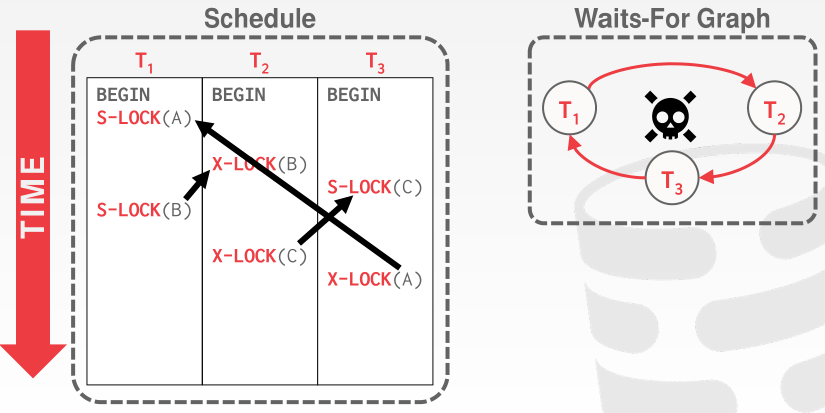 Schedule
TIME
T1 T2 T3
BEGIN BEGIN BEGIN
S-LOCK(A)
X-LOCK(B)
S-LOCK(C)
S-LOCK(B)
X-LOCK(C)
X-LOCK(A)
Waits-For Graph
T1
T2
T3